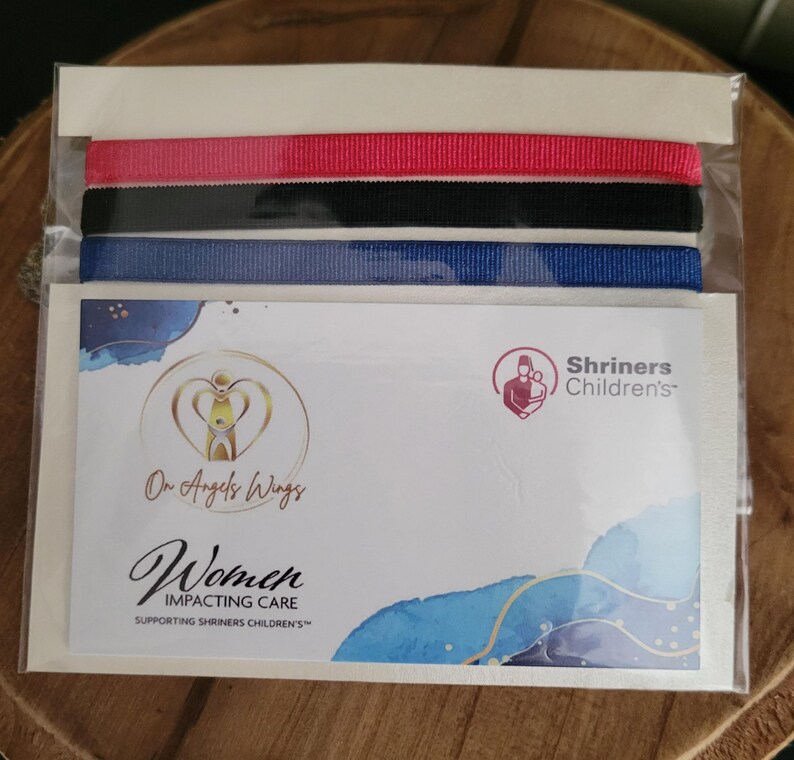 Shriners
Children's™
On Angels Wings
Women
IMPACTING CARE
SUPPORTING SHRINERS CHILDREN'S™